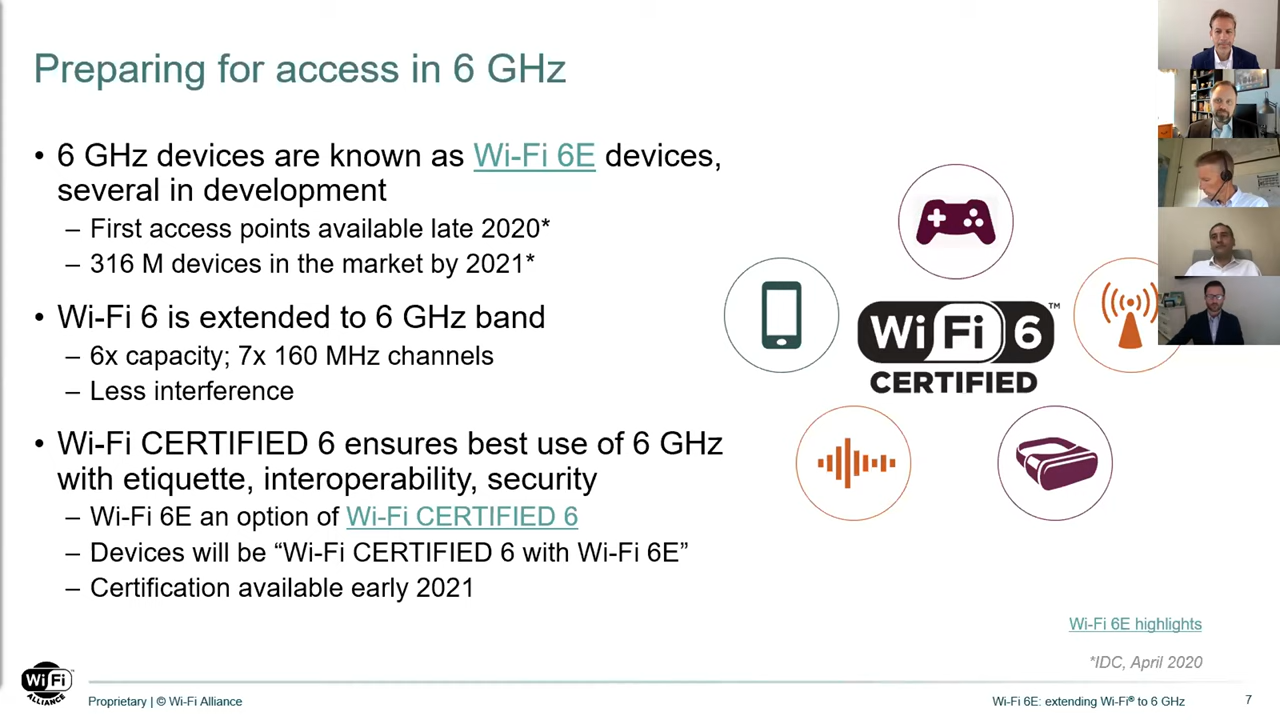 Preparing for access in 6 GHz
• 6 GHz devices are known as Wi-Fi 6E devices,
several in development
– First access points available late 2020*
– 316 M devices in the market by 2021*
• Wi-Fi 6 is extended to 6 GHz band
– 6x capacity; 7x 160 MHz channels
– Less interference
• Wi-Fi CERTIFIED 6 ensures best use of 6 GHz
with etiquette, interoperability, security
– Wi-Fi 6E an option of Wi-Fi CERTIFIED 6
– Devices will be “Wi-Fi CERTIFIED 6 with Wi-Fi 6E”
– Certification available early 2021
Wi Fi 6™
CERTIFIED
Wi-Fi 6E highlights
*IDC, April 2020
Wi Fi
ALLIANCE
Proprietary | © Wi-Fi Alliance
Wi-Fi 6E: extending Wi-Fi® to 6 GHz
7